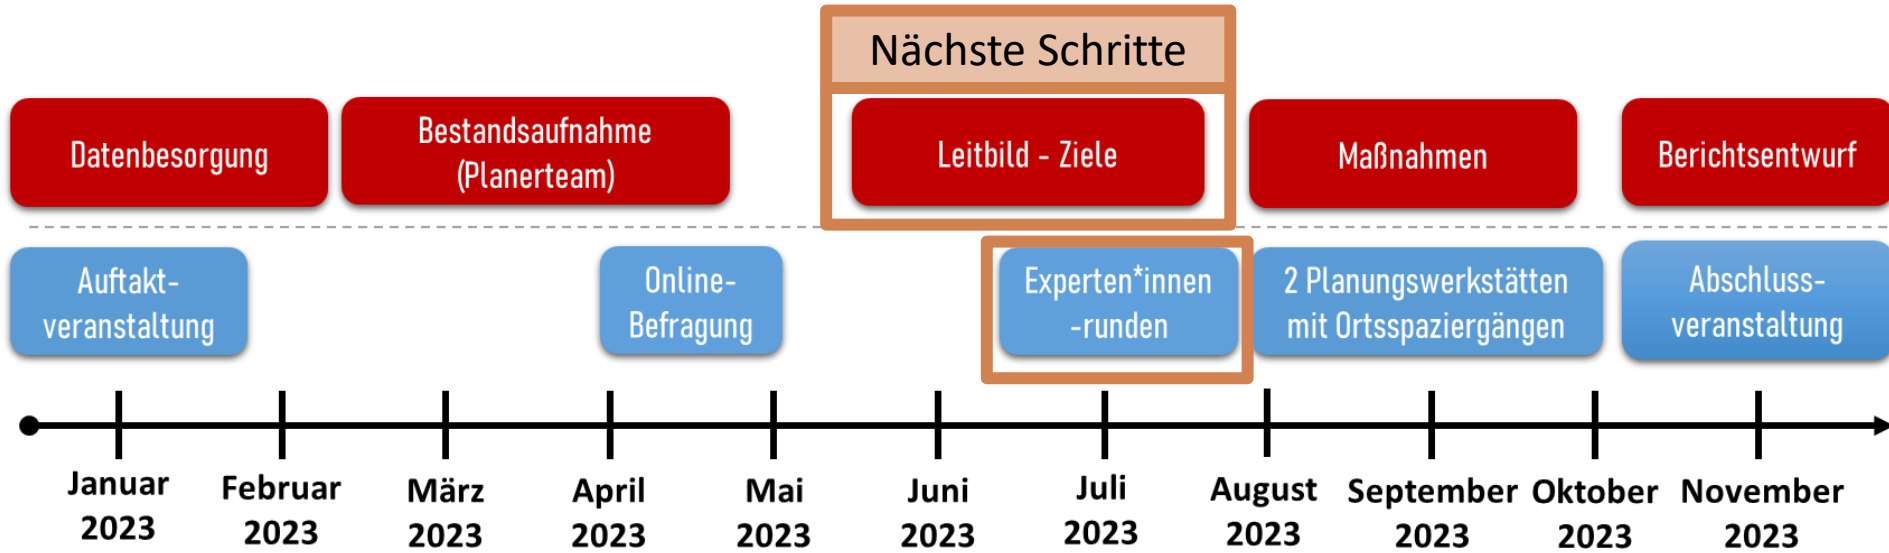 Nächste Schritte
Datenbesorgung
Bestandsaufnahme
(Planerteam)
Leitbild - Ziele
Maßnahmen
Berichtsentwurf
Auftakt-
veranstaltung
Online-
Befragung
Experten*innen
-runden
2 Planungswerkstätten
mit Ortsspaziergängen
Abschluss-
veranstaltung
Januar
2023
Februar
2023
März
2023
April
2023
Mai
2023
Juni
2023
Juli
2023
August
2023
September
2023
Oktober
2023
November
2023